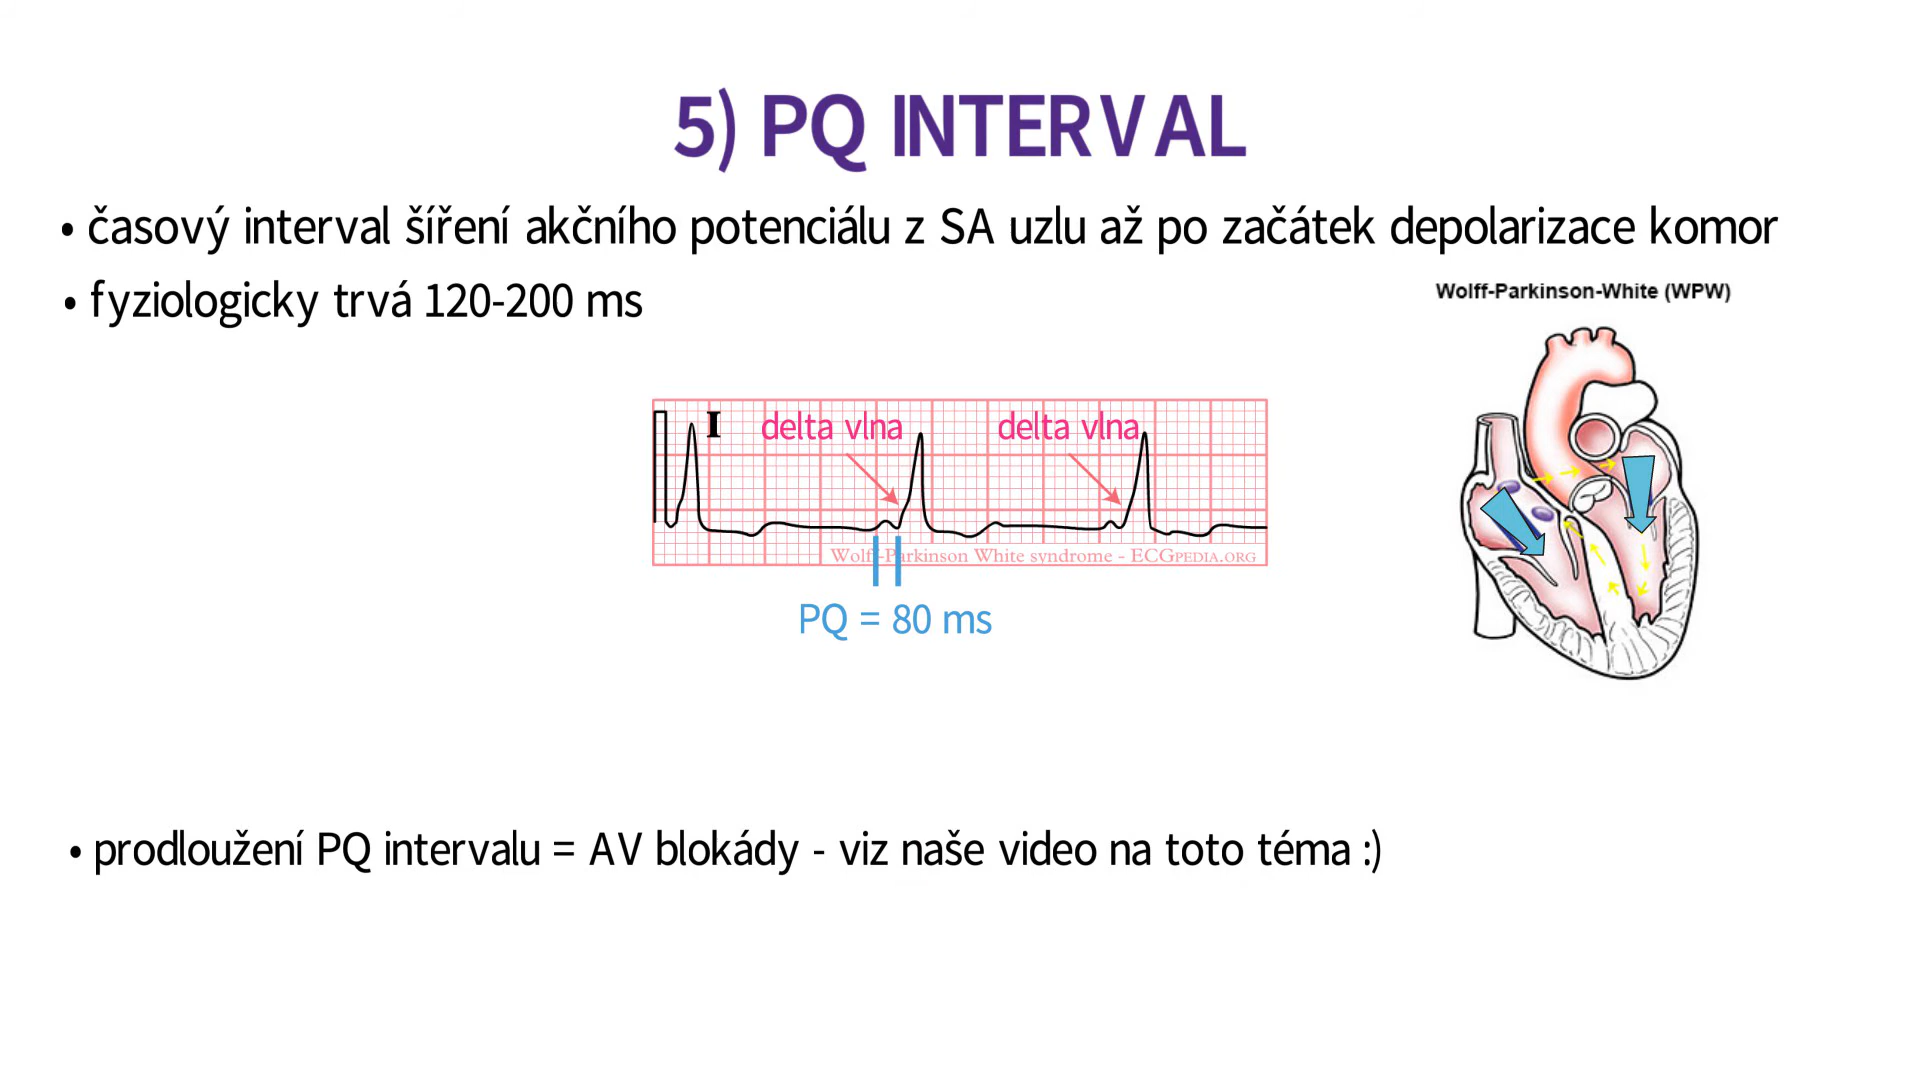 5) PQ INTERVAL
• časový interval šíření akčního potenciálu z SA uzlu až po začátek depolarizace komor
• fyziologicky trvá 120-200 ms
Wolff-Parkinson-White (WPW)
I
delta vlna
delta vlna
Wolff-Parkinson White syndrome - ECGPEDIA.ORG
PQ = 80 ms
• prodloužení PQ intervalu = AV blokády - viz naše video na toto téma :)